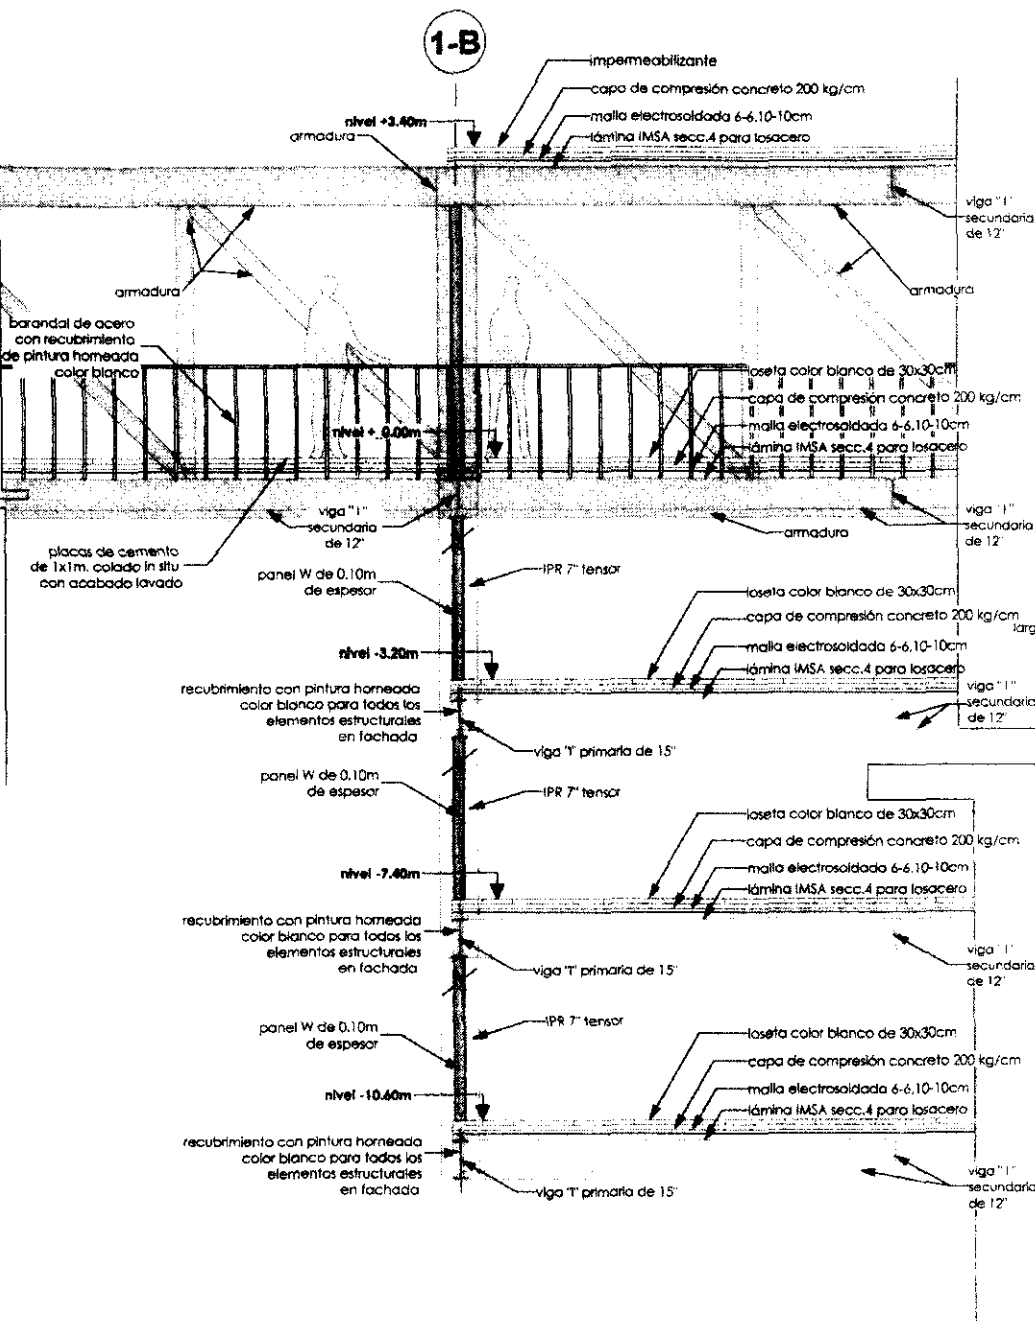 1-B
impermeabilizante
capa de compresión concreto 200 kg/cm
malla electrosoldada 6-6,10-10cm
lámina IMSA secc.4 para losacero
nivel +3.40m
armadura
viga "I"
secundaria
de 12"
armadura
armadura
barandal de acero
con recubrimiento
de pintura horneada
color blanco
loseta color blanco de 30x30cm
capa de compresión concreto 200 kg/cm
malla electrosoldada 6-6,10-10cm
lámina IMSA secc.4 para losacero
nivel + 0.00m
viga "I"
secundaria
de 12"
armadura
viga "I"
secundaria
de 12"
placas de cemento
de 1x1m. colado in situ
con acabado lavado
panel W de 0.10m
de espesor
IPR 7" tensor
loseta color blanco de 30x30cm
capa de compresión concreto 200 kg/cm
larg
malla electrosoldada 6-6,10-10cm
lámina IMSA secc.4 para losacero
nivel -3.20m
recubrimiento con pintura horneada
color blanco para todos los
elementos estructurales
en fachada
viga "I"
secundaria
de 12"
viga "I" primaria de 15"
panel W de 0.10m
de espesor
IPR 7" tensor
loseta color blanco de 30x30cm
capa de compresión concreto 200 kg/cm
malla electrosoldada 6-6,10-10cm
lámina IMSA secc.4 para losacero
nivel -7.40m
recubrimiento con pintura horneada
color blanco para todos los
elementos estructurales
en fachada
viga "I"
secundaria
de 12"
viga "I" primaria de 15"
panel W de 0.10m
de espesor
IPR 7" tensor
loseta color blanco de 30x30cm
capa de compresión concreto 200 kg/cm
malla electrosoldada 6-6,10-10cm
lámina IMSA secc.4 para losacero
nivel -10.60m
recubrimiento con pintura horneada
color blanco para todos los
elementos estructurales
en fachada
viga "I"
secundaria
de 12"
viga "I" primaria de 15"